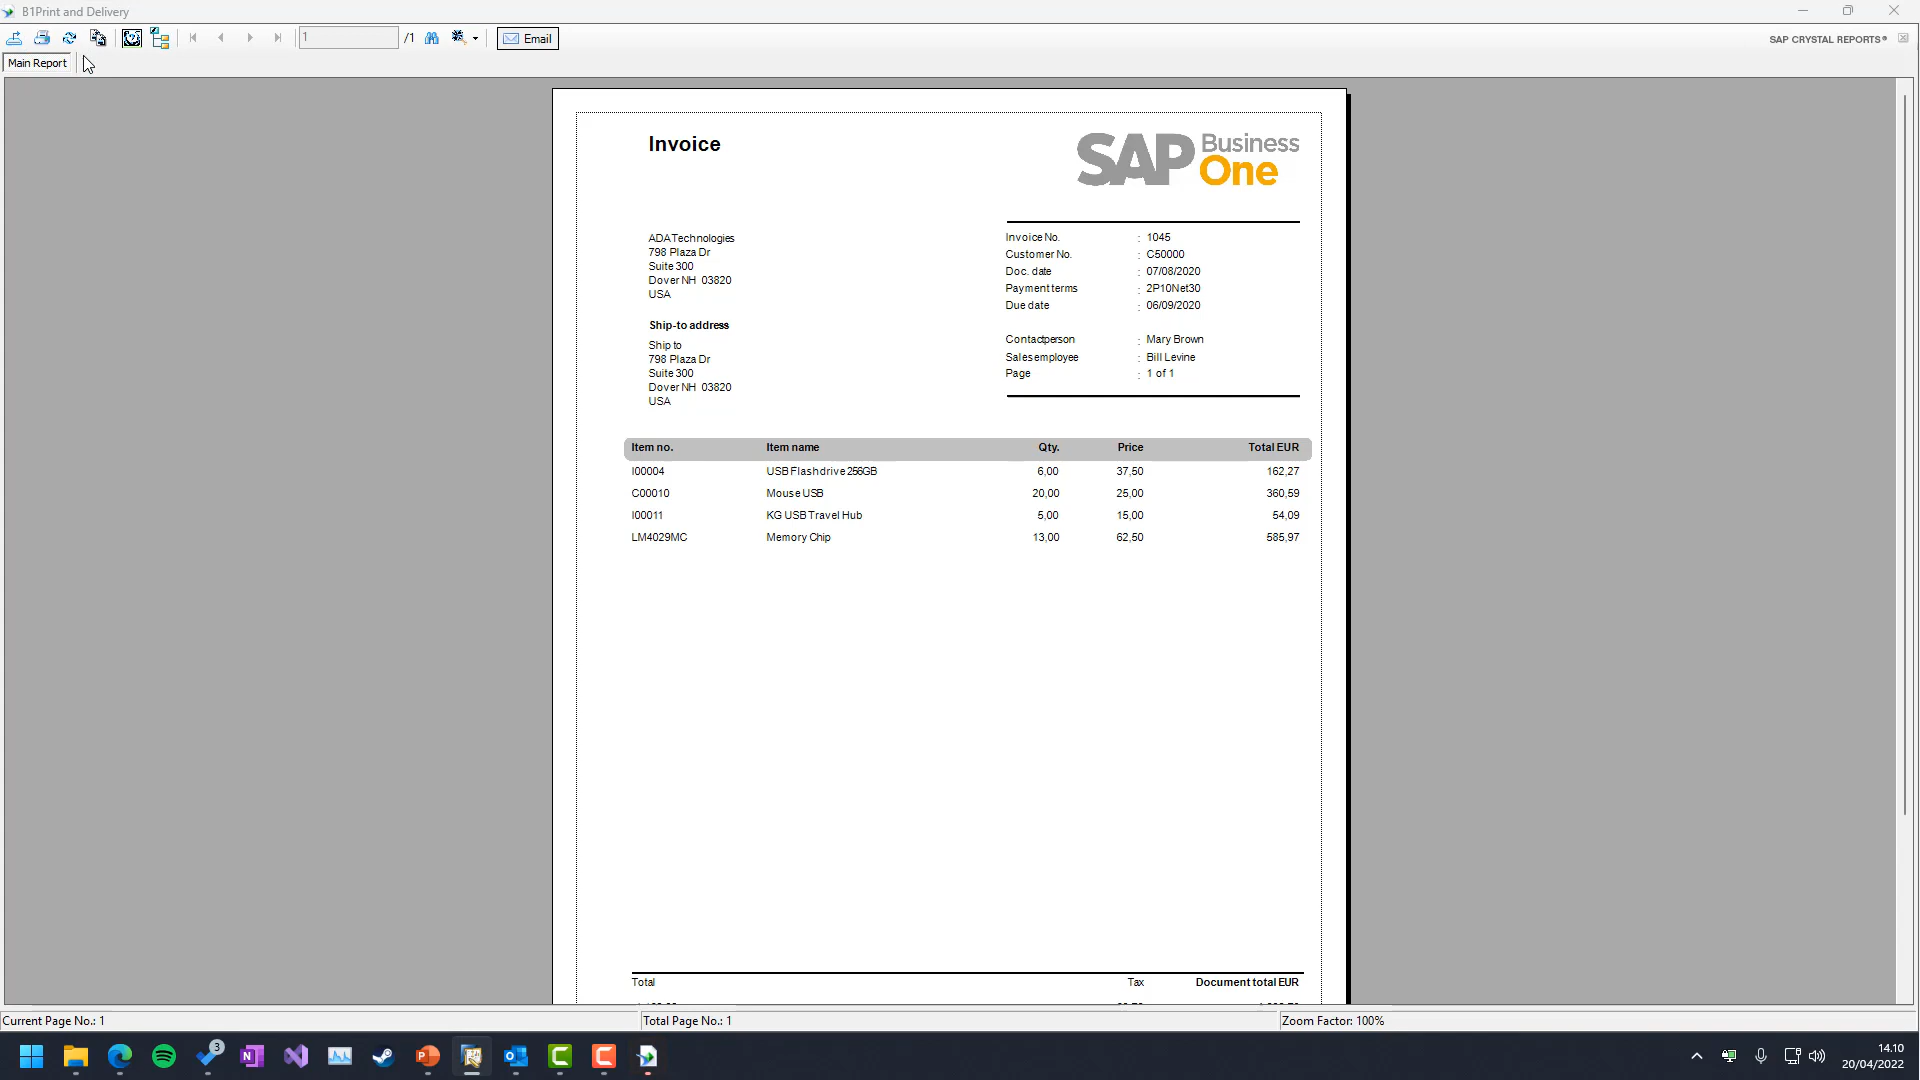 B1Print and Delivery
1 /1 Email SAP CRYSTAL REPORTS®
Main Report
Invoice
SAP Business One
ADA Technologies
798 Plaza Dr
Suite 300
Dover NH 03820
USA
Ship-to address
Ship to
798 Plaza Dr
Suite 300
Dover NH 03820
USA
Invoice No. : 1045
Customer No. : C50000
Doc. date : 07/08/2020
Payment terms : 2P10Net30
Due date : 06/09/2020
Contactperson : Mary Brown
Sales employee : Bill Levine
Page : 1 of 1
Item no. Item name Qty. Price Total EUR
I00004 USB Flashdrive 256GB 6,00 37,50 162,27
C00010 Mouse USB 20,00 25,00 360,59
I00011 KG USB Travel Hub 5,00 15,00 54,09
LM4029MC Memory Chip 13,00 62,50 585,97
Total Tax Document total EUR
Current Page No.: 1 Total Page No.: 1 Zoom Factor: 100%
3
14.10
20/04/2022